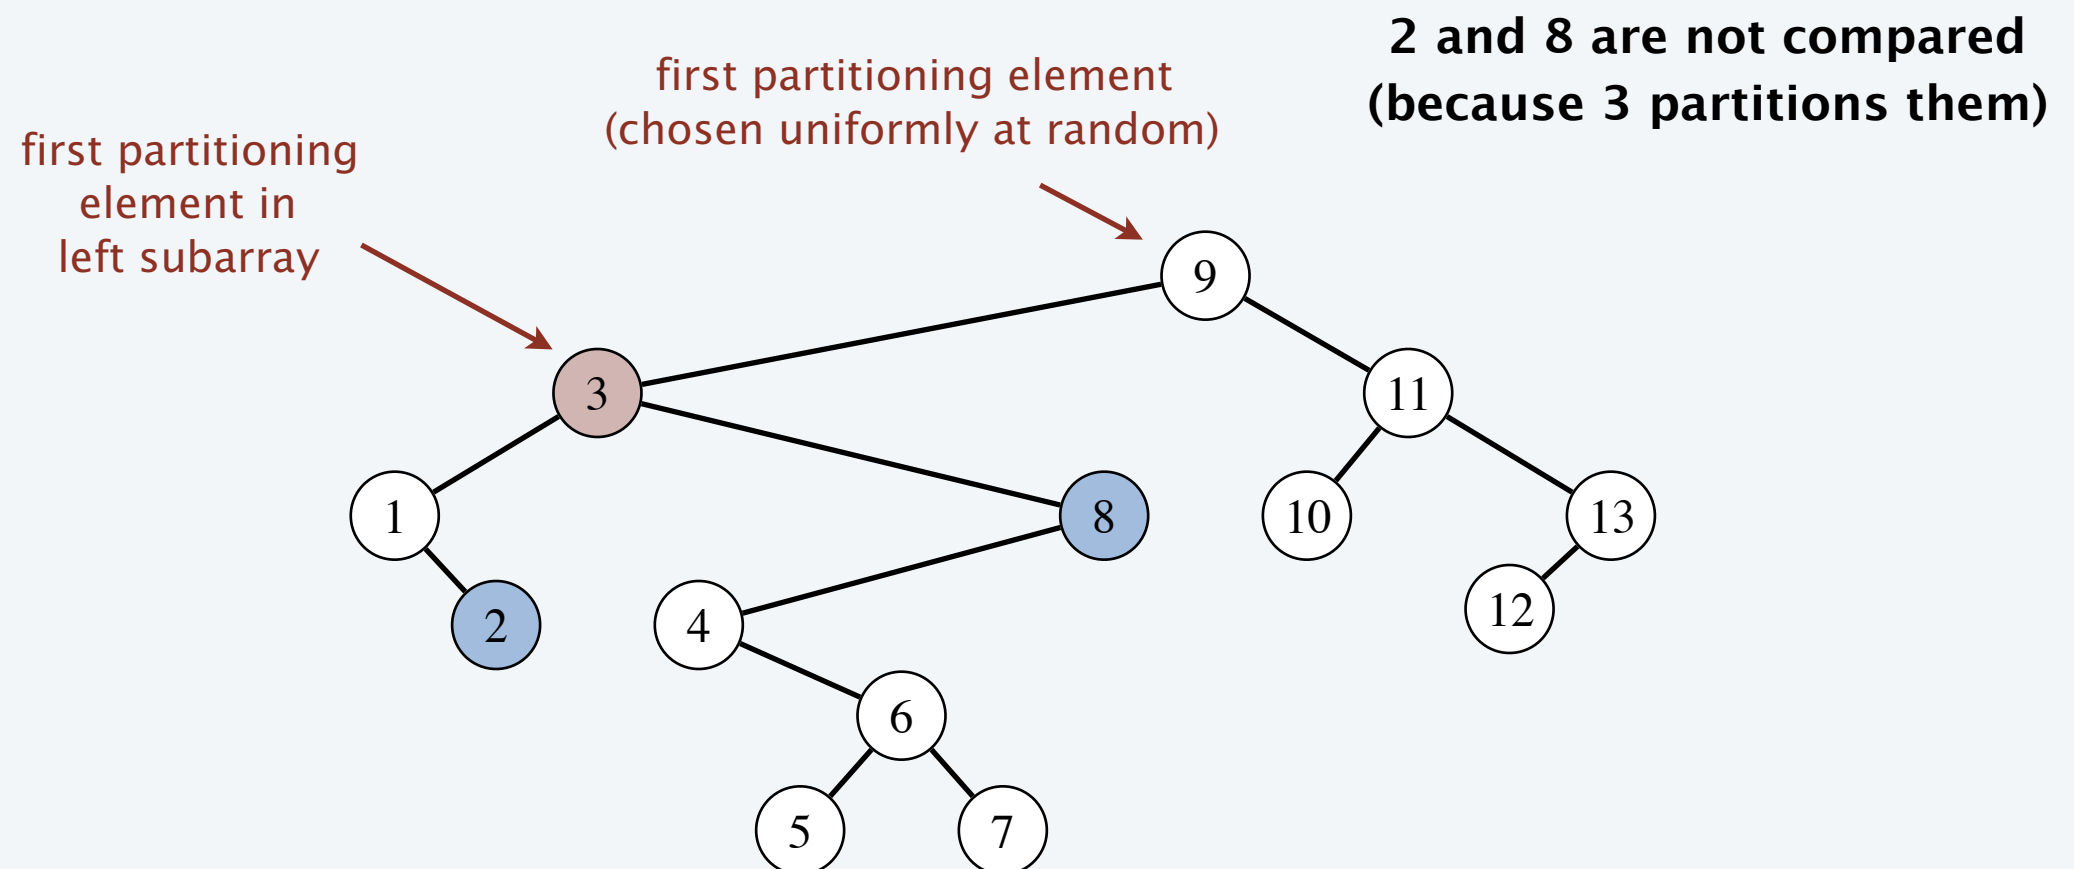 2 and 8 are not compared
(because 3 partitions them)
first partitioning element
(chosen uniformly at random)
first partitioning
element in
left subarray
9
3
11
1
8
10
13
2
4
12
6
5
7